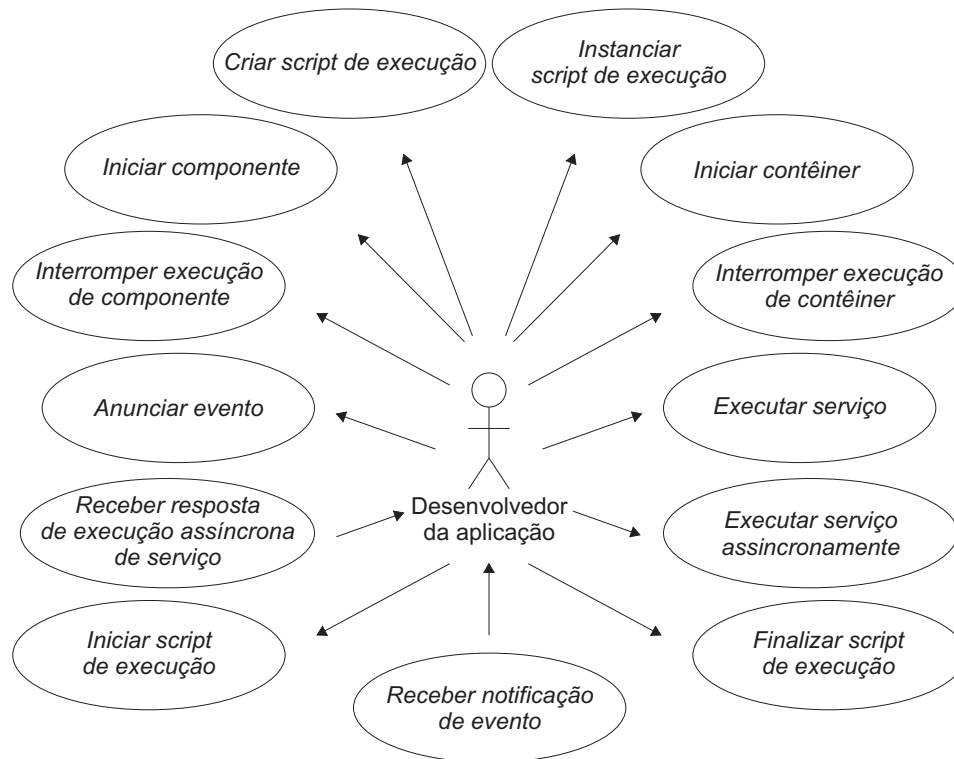 Criar script de execução
Instanciar
script de execução
Iniciar componente
Iniciar contêiner
Interromper execução
de componente
Interromper execução
de contêiner
Anunciar evento
Executar serviço
Receber resposta
de execução assíncrona
de serviço
Desenvolvedor
da aplicação
Executar serviço
assincronamente
Iniciar script
de execução
Finalizar script
de execução
Receber notificação
de evento